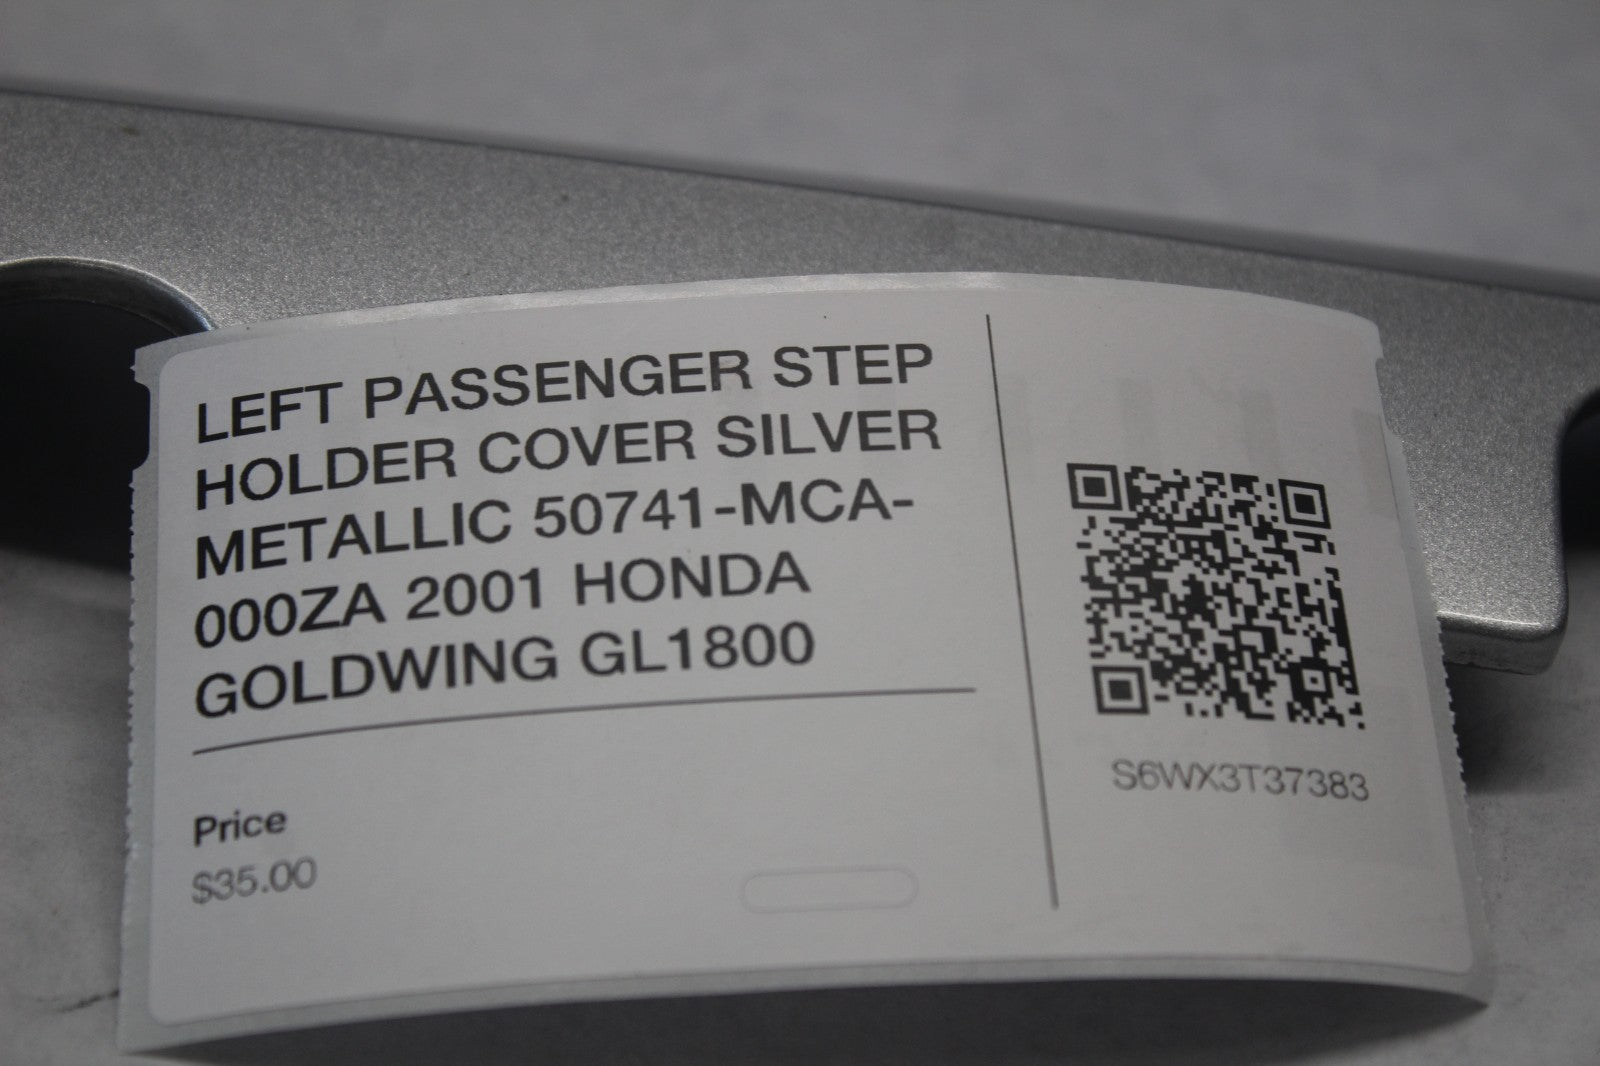 LEFT PASSENGER STEP
HOLDER COVER SILVER
METALLIC 50741-MCA-
000ZA 2001 HONDA
GOLDWING GL1800
Price
$35.00
S6WX3T37383